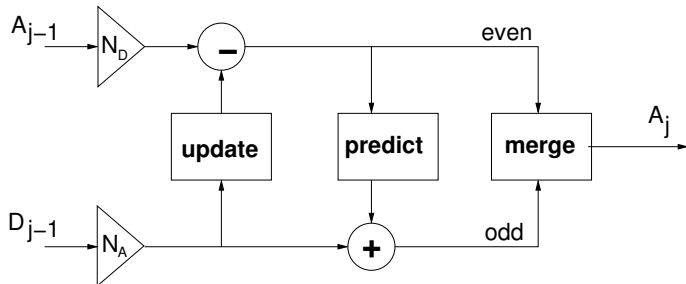 A j–1
N D
–
even
update
predict
merge
A j
D j–1
N A
+
odd